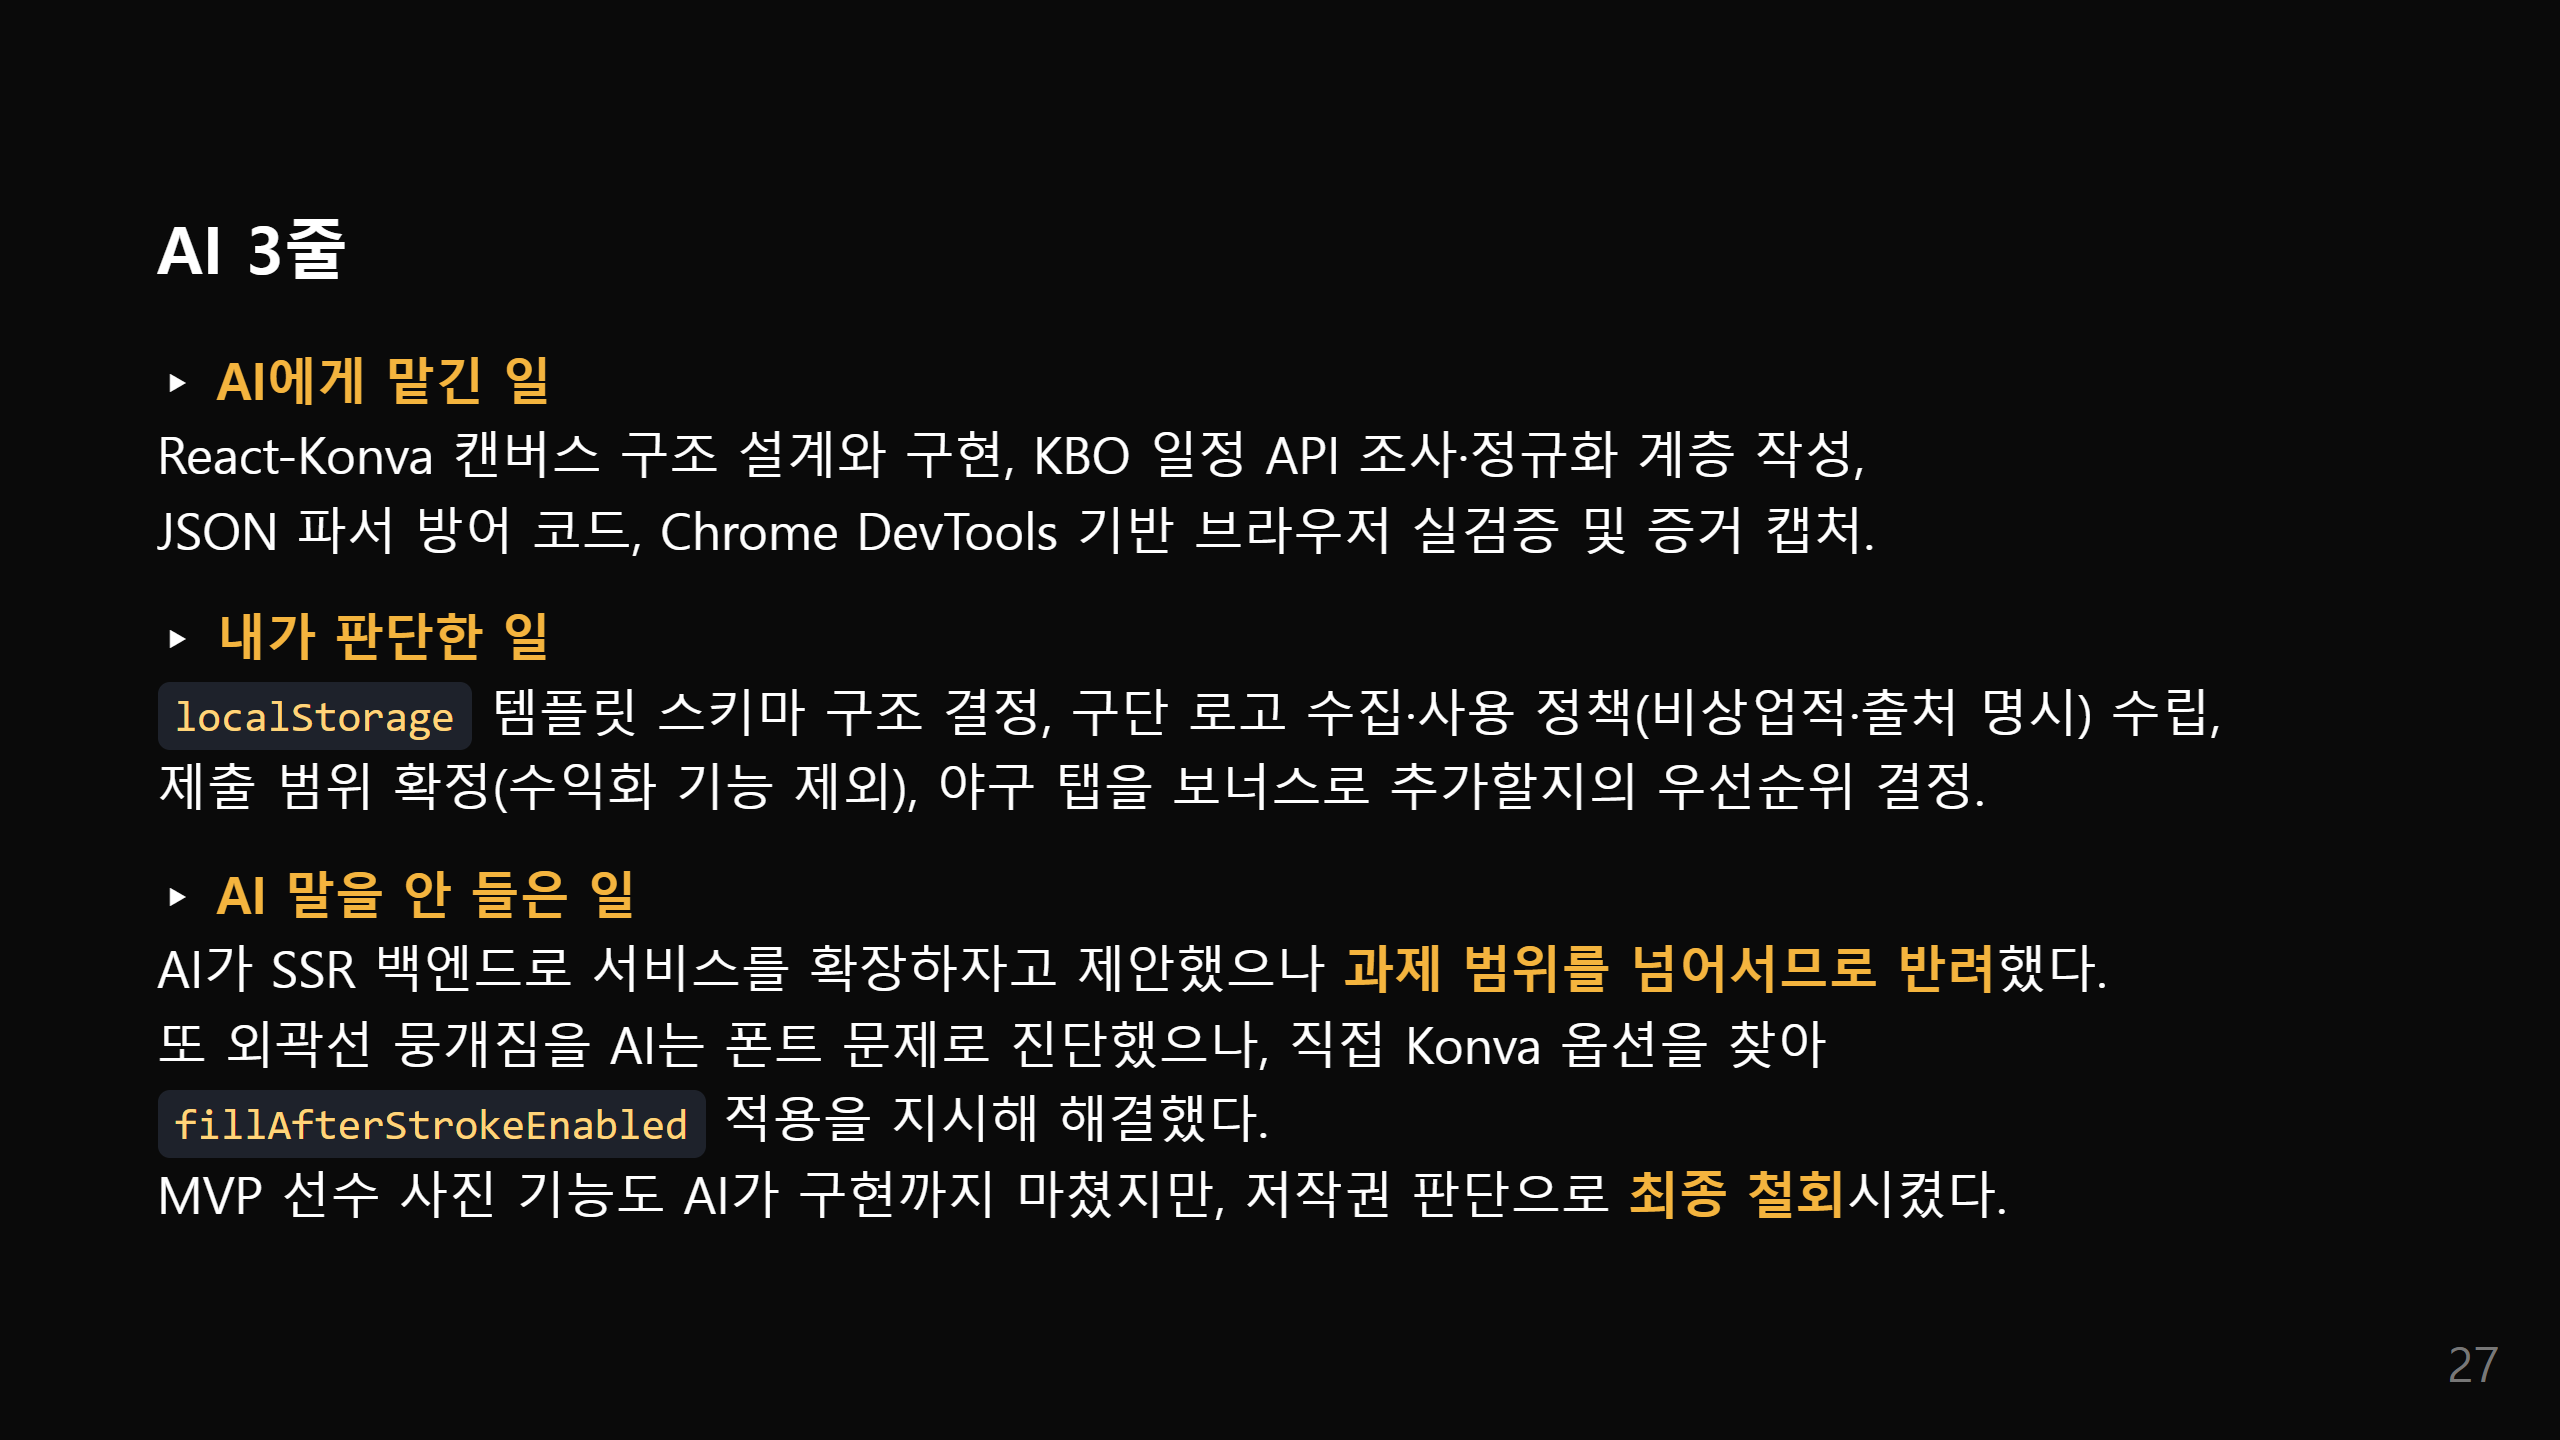 AI 3줄
▶ AI에게 맡긴 일
React-Konva 캔버스 구조 설계와 구현, KBO 일정 API 조사·정규화 계층 작성,
JSON 파서 방어 코드, Chrome DevTools 기반 브라우저 실검증 및 증거 캡처.
▶ 내가 판단한 일
localStorage 템플릿 스키마 구조 결정, 구단 로고 수집·사용 정책(비상업적·출처 명시) 수립,
제출 범위 확정(수익화 기능 제외), 야구 탭을 보너스로 추가할지의 우선순위 결정.
▶ AI 말을 안 들은 일
AI가 SSR 백엔드로 서비스를 확장하자고 제안했으나 과제 범위를 넘어서므로 반려했다.
또 외곽선 뭉개짐을 AI는 폰트 문제로 진단했으나, 직접 Konva 옵션을 찾아
fillAfterStrokeEnabled 적용을 지시해 해결했다.
MVP 선수 사진 기능도 AI가 구현까지 마쳤지만, 저작권 판단으로 최종 철회시켰다.
27